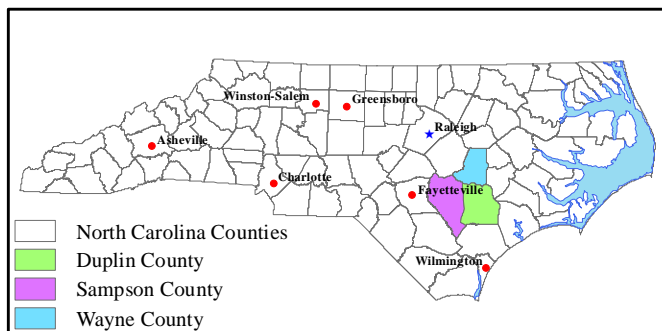 Winston-Salem
Greensboro
Raleigh
Asheville
Charlotte
Fayetteville
Wilmington
North Carolina Counties
Duplin County
Sampson County
Wayne County